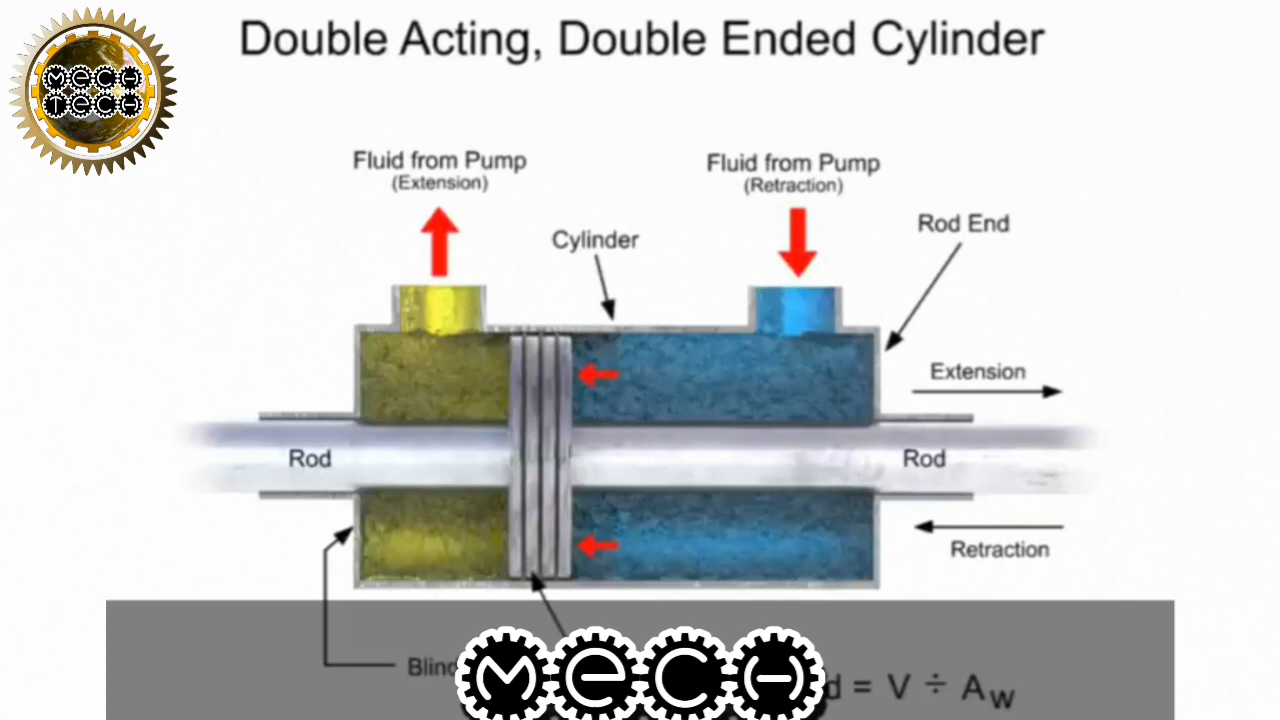 Double Acting, Double Ended Cylinder
MECH
TECH
Fluid from Pump
(Extension)
Fluid from Pump
(Retraction)
Rod End
Cylinder
Extension
Rod
Rod
Retraction
MECH
d = V ÷ Aw